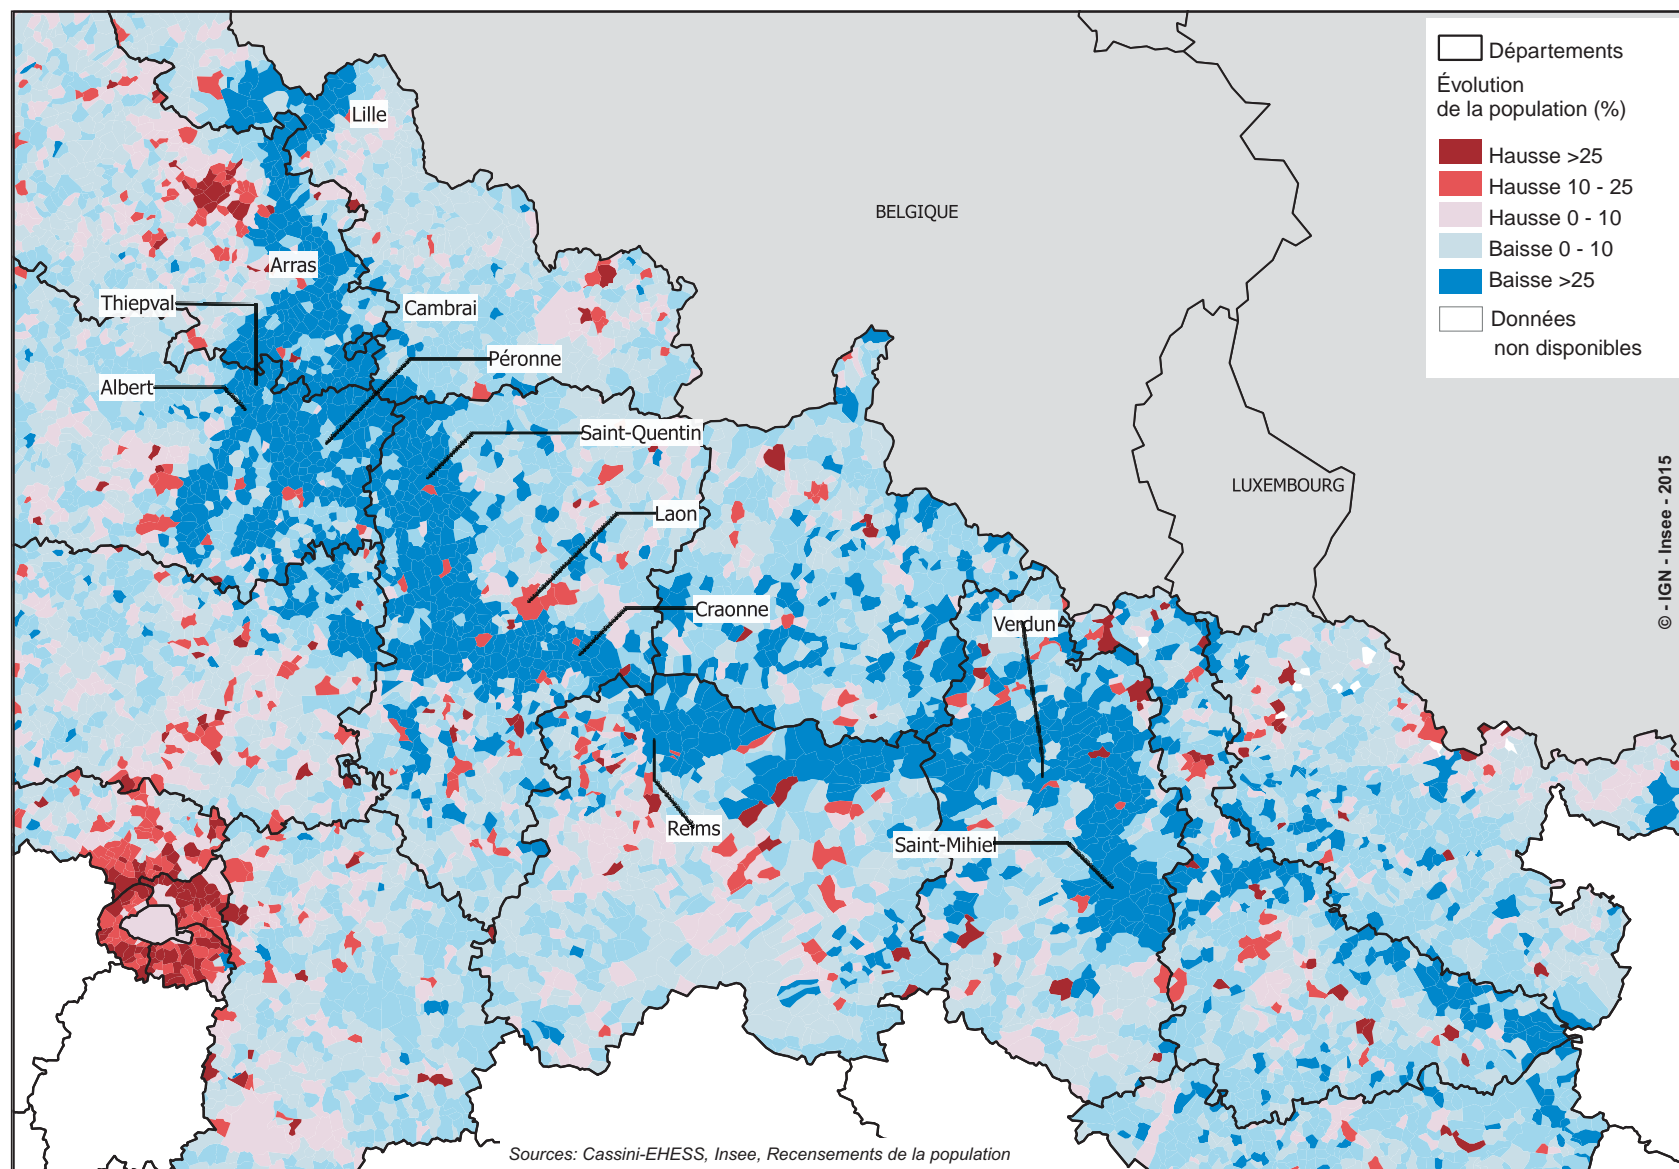 Départements
Évolution
de la population (%)
Hausse >25
Hausse 10 - 25
Hausse 0 - 10
Baisse 0 - 10
Baisse >25
Données
non disponibles
Lille
BELGIQUE
Arras
Thiepval
Cambrai
Péronne
Albert
Saint-Quentin
LUXEMBOURG
Laon
Craonne
Verdun
Reims
Saint-Mihiel
© - IGN - Insee - 2015
Sources: Cassini-EHESS, Insee, Recensements de la population